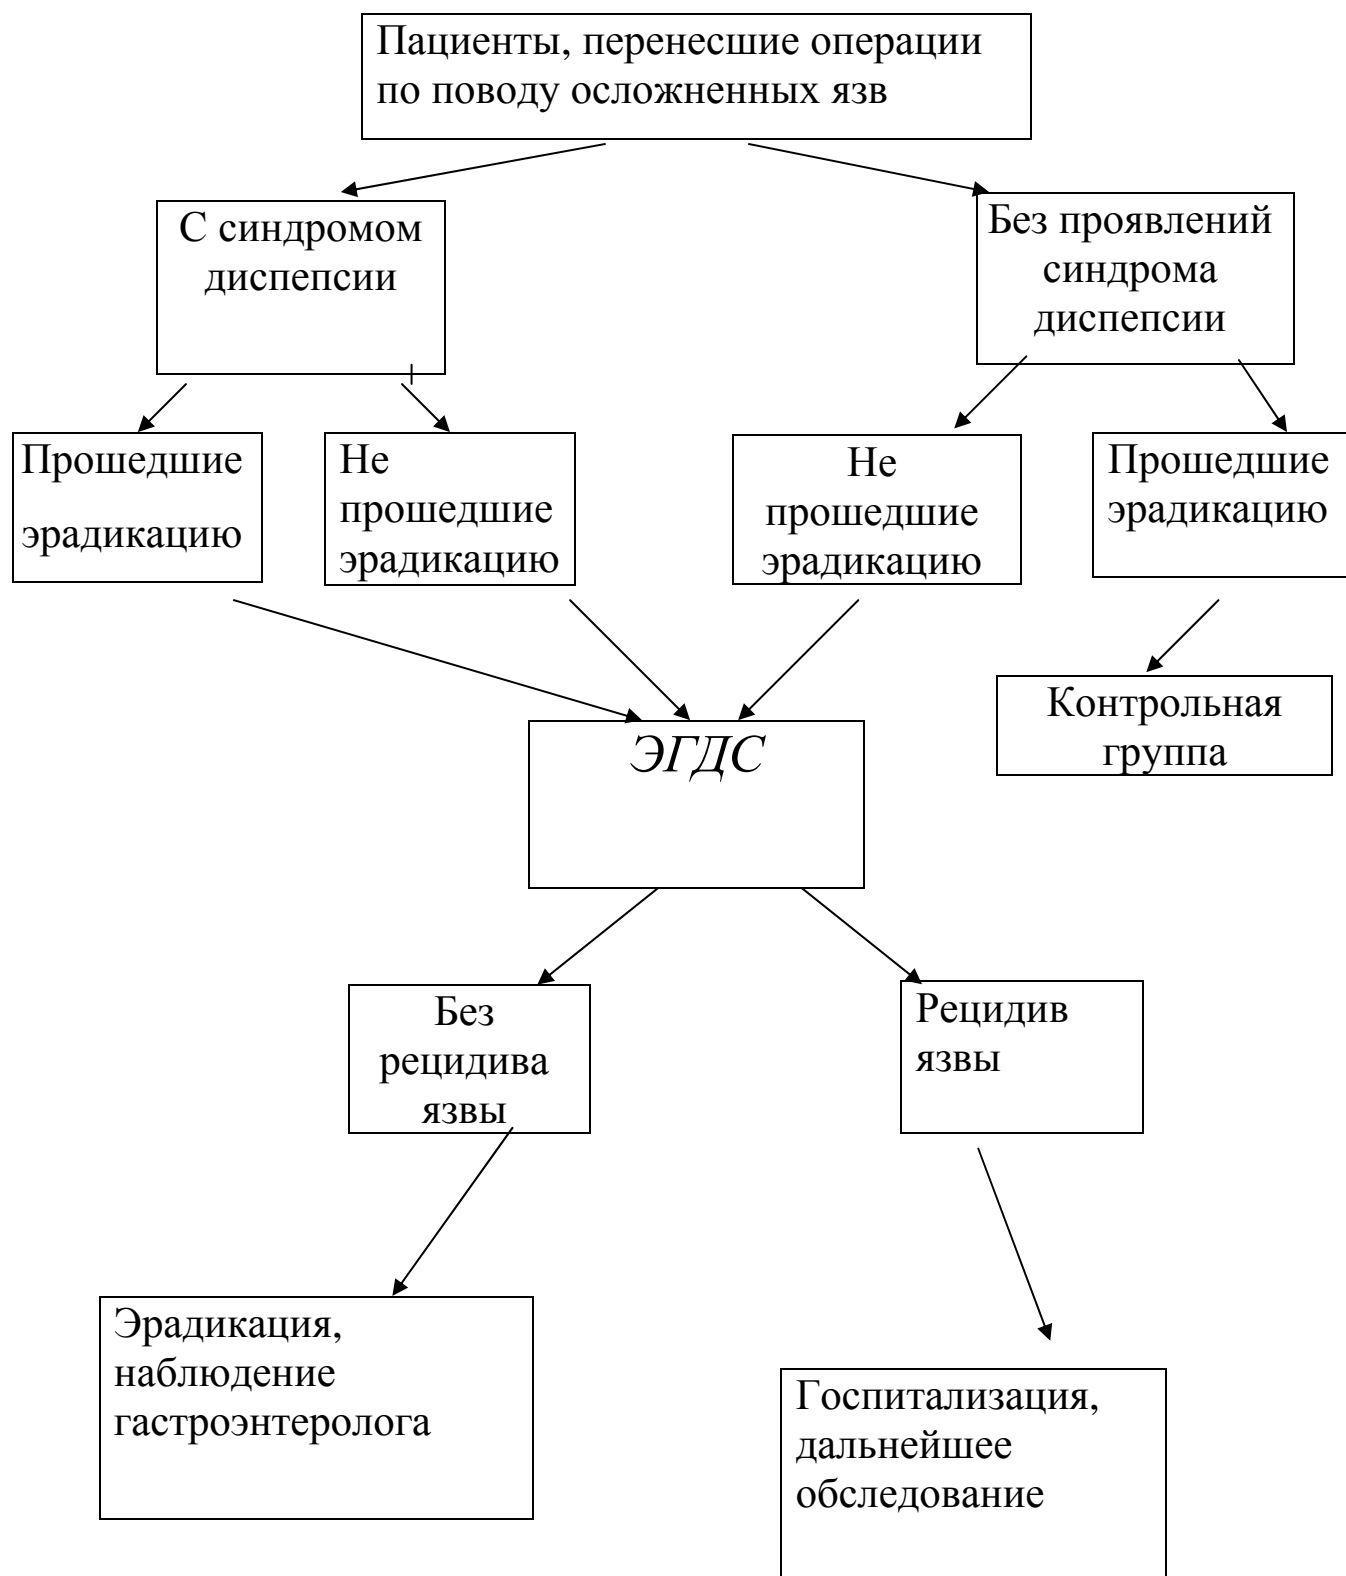 Пациенты, перенесшие операции
по поводу осложненных язв
С синдромом
диспепсии
Без проявлений
синдрома
диспепсии
Прошедшие
эрадикацию
Не
прошедшие
эрадикацию
Не
прошедшие
эрадикацию
Прошедшие
эрадикацию
Контрольная
группа
ЭГДС
Без
рецидива
язвы
Рецидив
язвы
Эрадикация,
наблюдение
гастроэнтеролога
Госпитализация,
дальнейшее
обследование